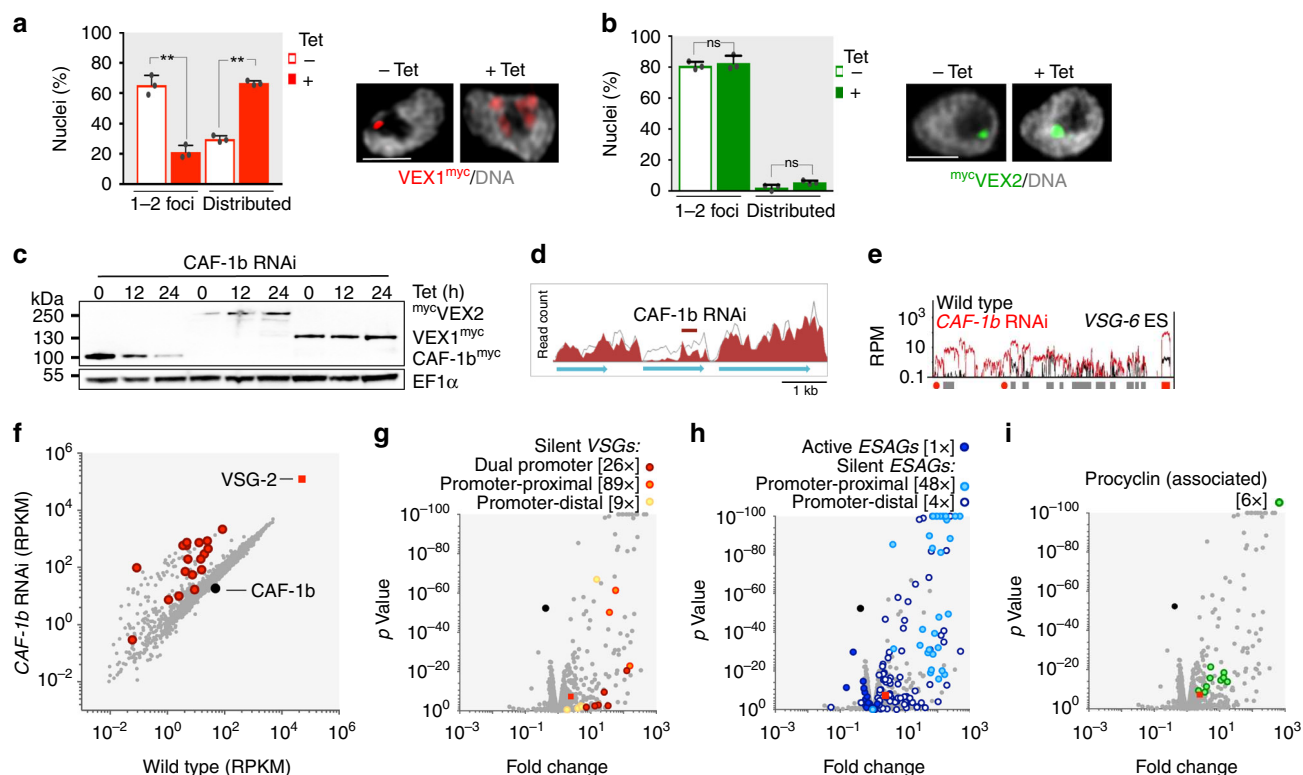 a
Nuclei (%)
100
80
60
40
20
0
**
**
Tet
–
+
1–2 foci
Distributed
– Tet
+ Tet
VEX1myc/DNA
b
Nuclei (%)
100
80
60
40
20
0
ns
ns
Tet
–
+
1–2 foci
Distributed
– Tet
+ Tet
mycVEX2/DNA
c
CAF-1b RNAi
kDa
0 12 24 0 12 24 0 12 24 Tet (h)
250
130
100
55
mycVEX2
VEX1myc
CAF-1bmyc
EF1α
d
Read count
CAF-1b RNAi
1 kb
e
Wild type
CAF-1b RNAi
VSG-6 ES
RPM
10³
10
0.1
f
CAF-1b RNAi (RPKM)
10⁶
10⁴
10²
10⁰
10⁻²
VSG-2
CAF-1b
10⁻² 10⁰ 10² 10⁴ 10⁶
Wild type (RPKM)
g
Silent VSGs:
Dual promoter [26×]
Promoter-proximal [89×]
Promoter-distal [9×]
p Value
10⁻¹⁰⁰
10⁻⁸⁰
10⁻⁶⁰
10⁻⁴⁰
10⁻²⁰
10⁰
10⁻³ 10⁻¹ 10¹ 10³
Fold change
h
Active ESAGs [1×]
Silent ESAGs:
Promoter-proximal [48×]
Promoter-distal [4×]
p Value
10⁻¹⁰⁰
10⁻⁸⁰
10⁻⁶⁰
10⁻⁴⁰
10⁻²⁰
10⁰
10⁻³ 10⁻¹ 10¹ 10³
Fold change
i
Procyclin (associated)
[6×]
p Value
10⁻¹⁰⁰
10⁻⁸⁰
10⁻⁶⁰
10⁻⁴⁰
10⁻²⁰
10⁰
10⁻³ 10⁻¹ 10¹ 10³
Fold change